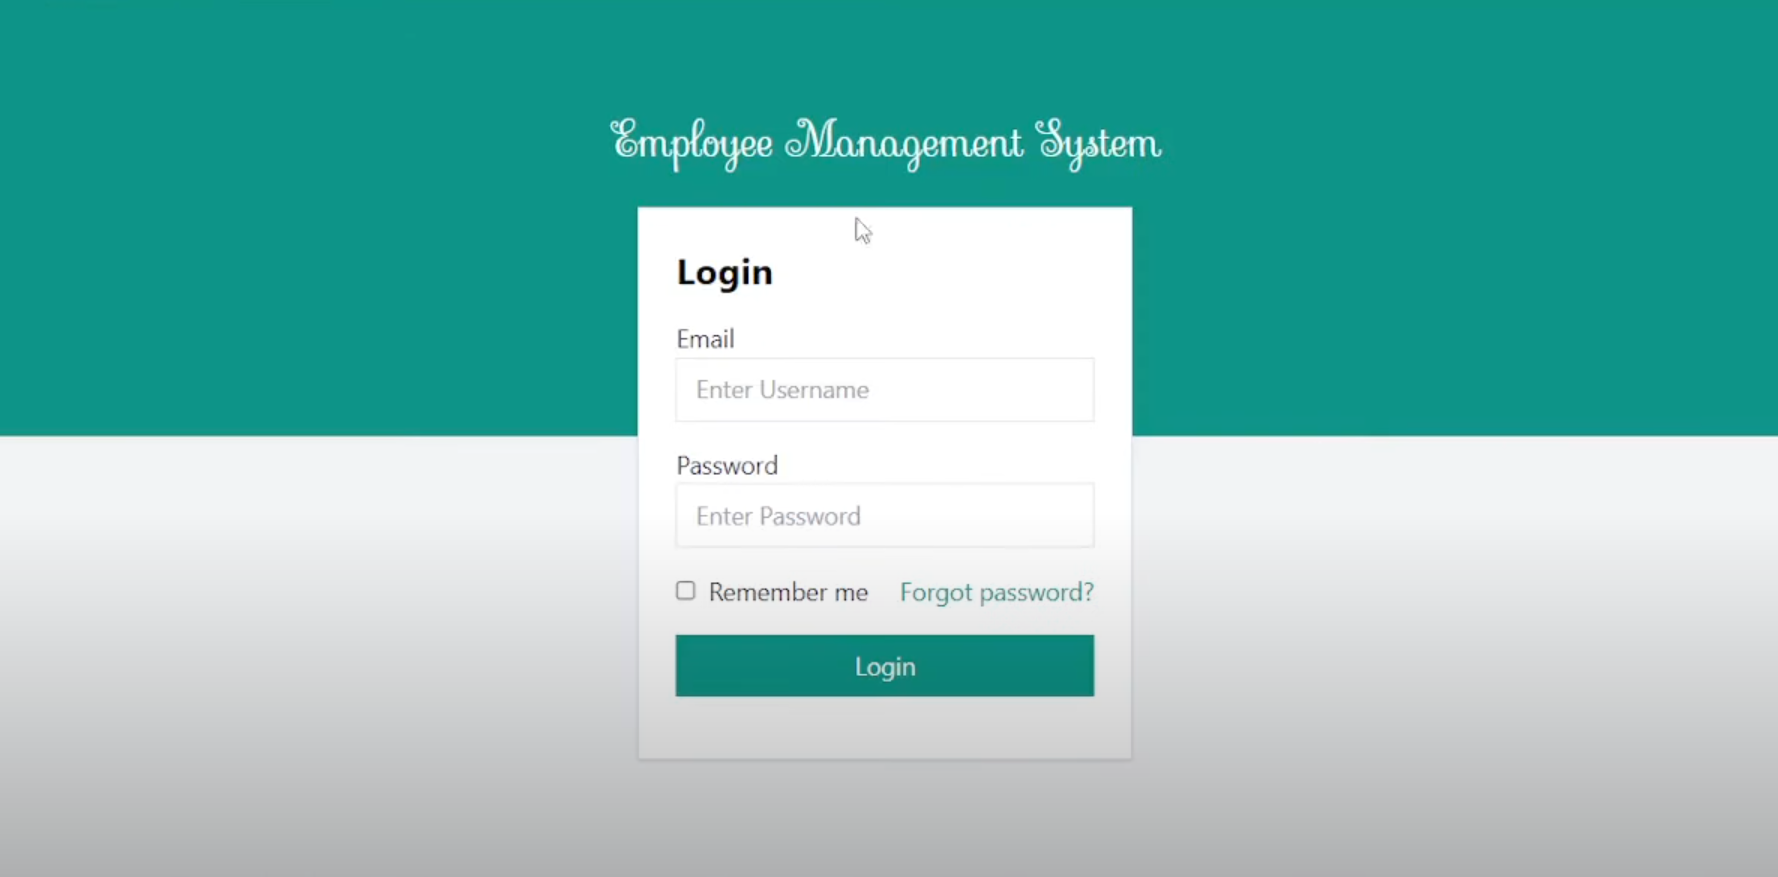 Employee Management System
Login
Email
Enter Username
Password
Enter Password
Remember me Forgot password?
Login